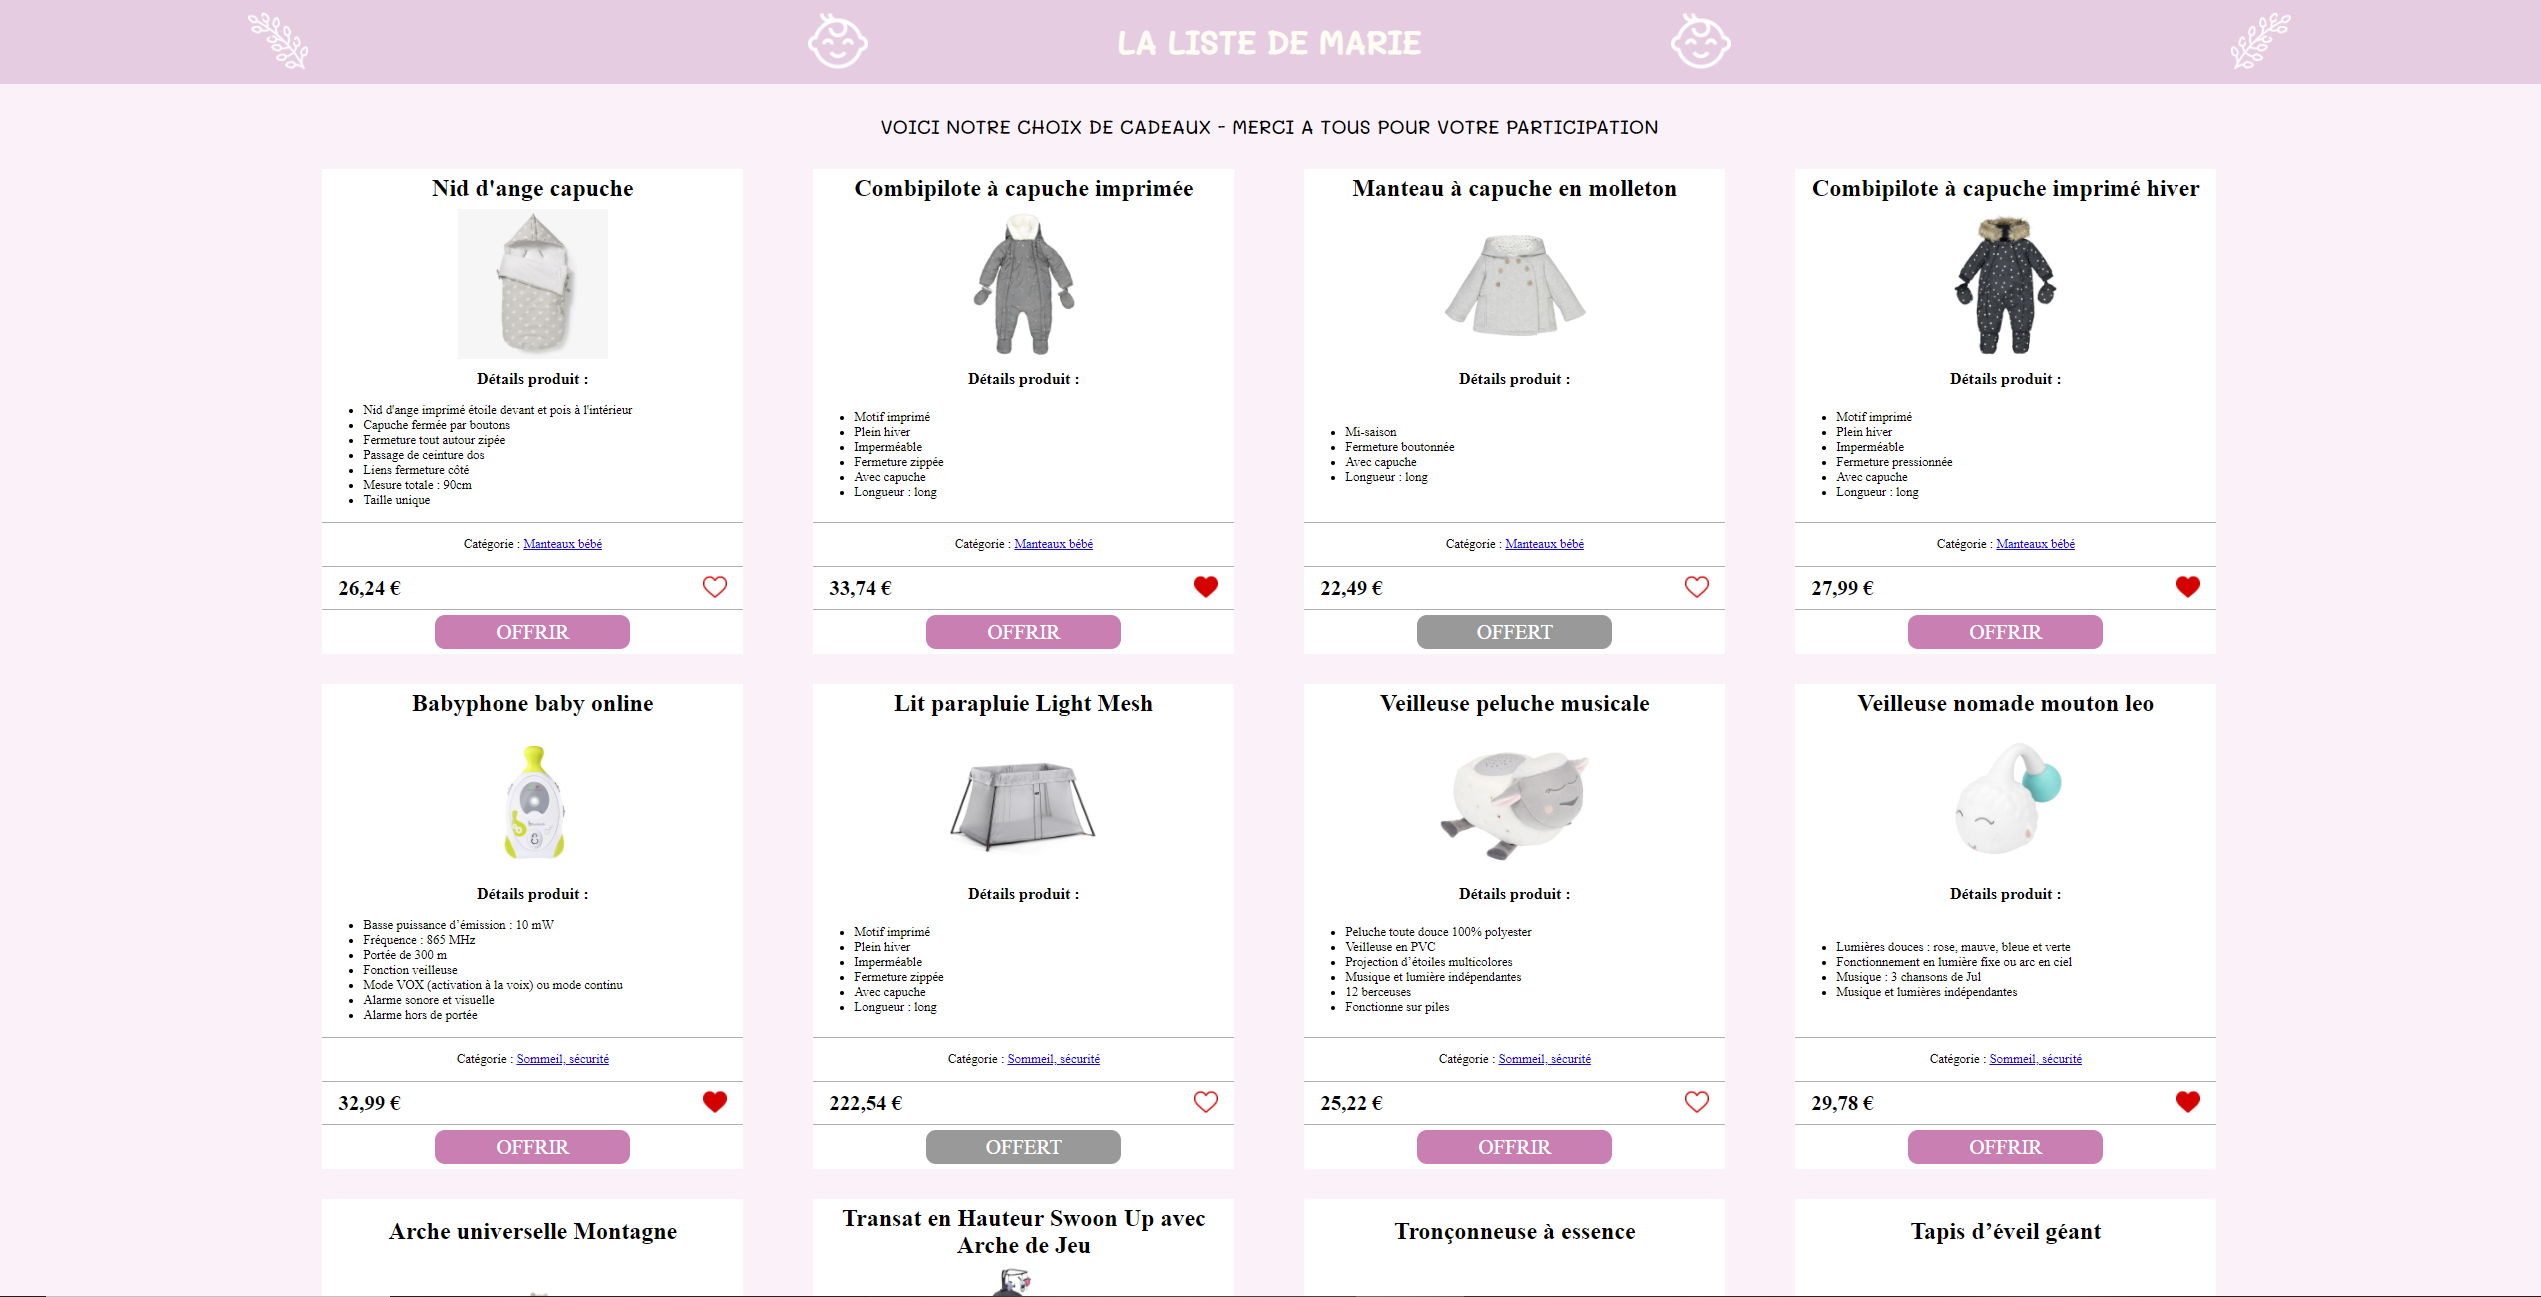 LA LISTE DE MARIE
VOICI NOTRE CHOIX DE CADEAUX - MERCI A TOUS POUR VOTRE PARTICIPATION
Nid d'ange capuche
Détails produit :
Nid d'ange imprimé étoile devant et pois à l'intérieur
Capuche fermée par boutons
Fermeture tout autour zipée
Passage de ceinture dos
Liens fermeture côté
Mesure totale : 90cm
Taille unique
Catégorie : Manteaux bébé
26,24 €
OFFRIR
Combipilote à capuche imprimée
Détails produit :
Motif imprimé
Plein hiver
Imperméable
Fermeture zippée
Avec capuche
Longueur : long
Catégorie : Manteaux bébé
33,74 €
OFFRIR
Manteau à capuche en molleton
Détails produit :
Mi-saison
Fermeture boutonnée
Avec capuche
Longueur : long
Catégorie : Manteaux bébé
22,49 €
OFFERT
Combipilote à capuche imprimé hiver
Détails produit :
Motif imprimé
Plein hiver
Imperméable
Fermeture pressionnée
Avec capuche
Longueur : long
Catégorie : Manteaux bébé
27,99 €
OFFRIR
Babyphone baby online
Détails produit :
Basse puissance d’émission : 10 mW
Fréquence : 865 MHz
Portée de 300 m
Fonction veilleuse
Mode VOX (activation à la voix) ou mode continu
Alarme sonore et visuelle
Alarme hors de portée
Catégorie : Sommeil, sécurité
32,99 €
OFFRIR
Lit parapluie Light Mesh
Détails produit :
Motif imprimé
Plein hiver
Imperméable
Fermeture zippée
Avec capuche
Longueur : long
Catégorie : Sommeil, sécurité
222,54 €
OFFERT
Veilleuse peluche musicale
Détails produit :
Peluche toute douce 100% polyester
Veilleuse en PVC
Projection d’étoiles multicolores
Musique et lumière indépendantes
12 berceuses
Fonctionne sur piles
Catégorie : Sommeil, sécurité
25,22 €
OFFRIR
Veilleuse nomade mouton leo
Détails produit :
Lumières douces : rose, mauve, bleue et verte
Fonctionnement en lumière fixe ou arc en ciel
Musique : 3 chansons de Jul
Musique et lumières indépendantes
Catégorie : Sommeil, sécurité
29,78 €
OFFRIR
Arche universelle Montagne
Transat en Hauteur Swoon Up avec
Arche de Jeu
Tronçonneuse à essence
Tapis d’éveil géant